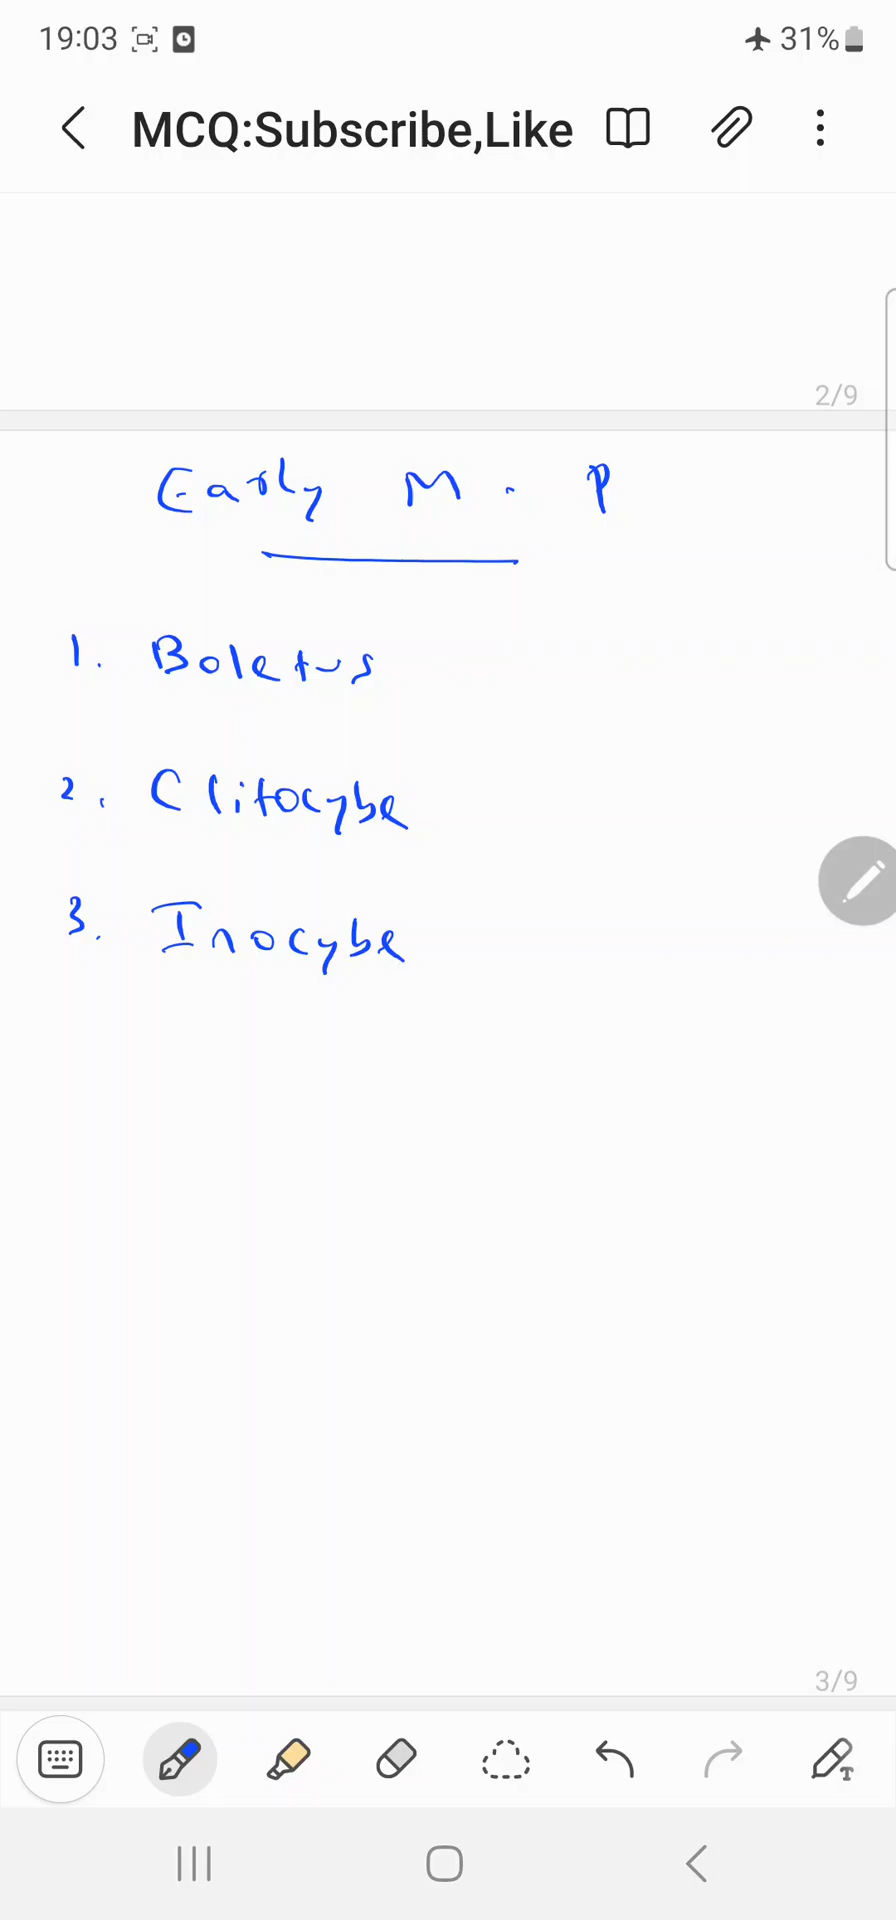 19:03 31%
MCQ:Subscribe,Like
2/9
Early M. P
1. Boletus
2. Clitocybe
3. Inocybe
3/9
T